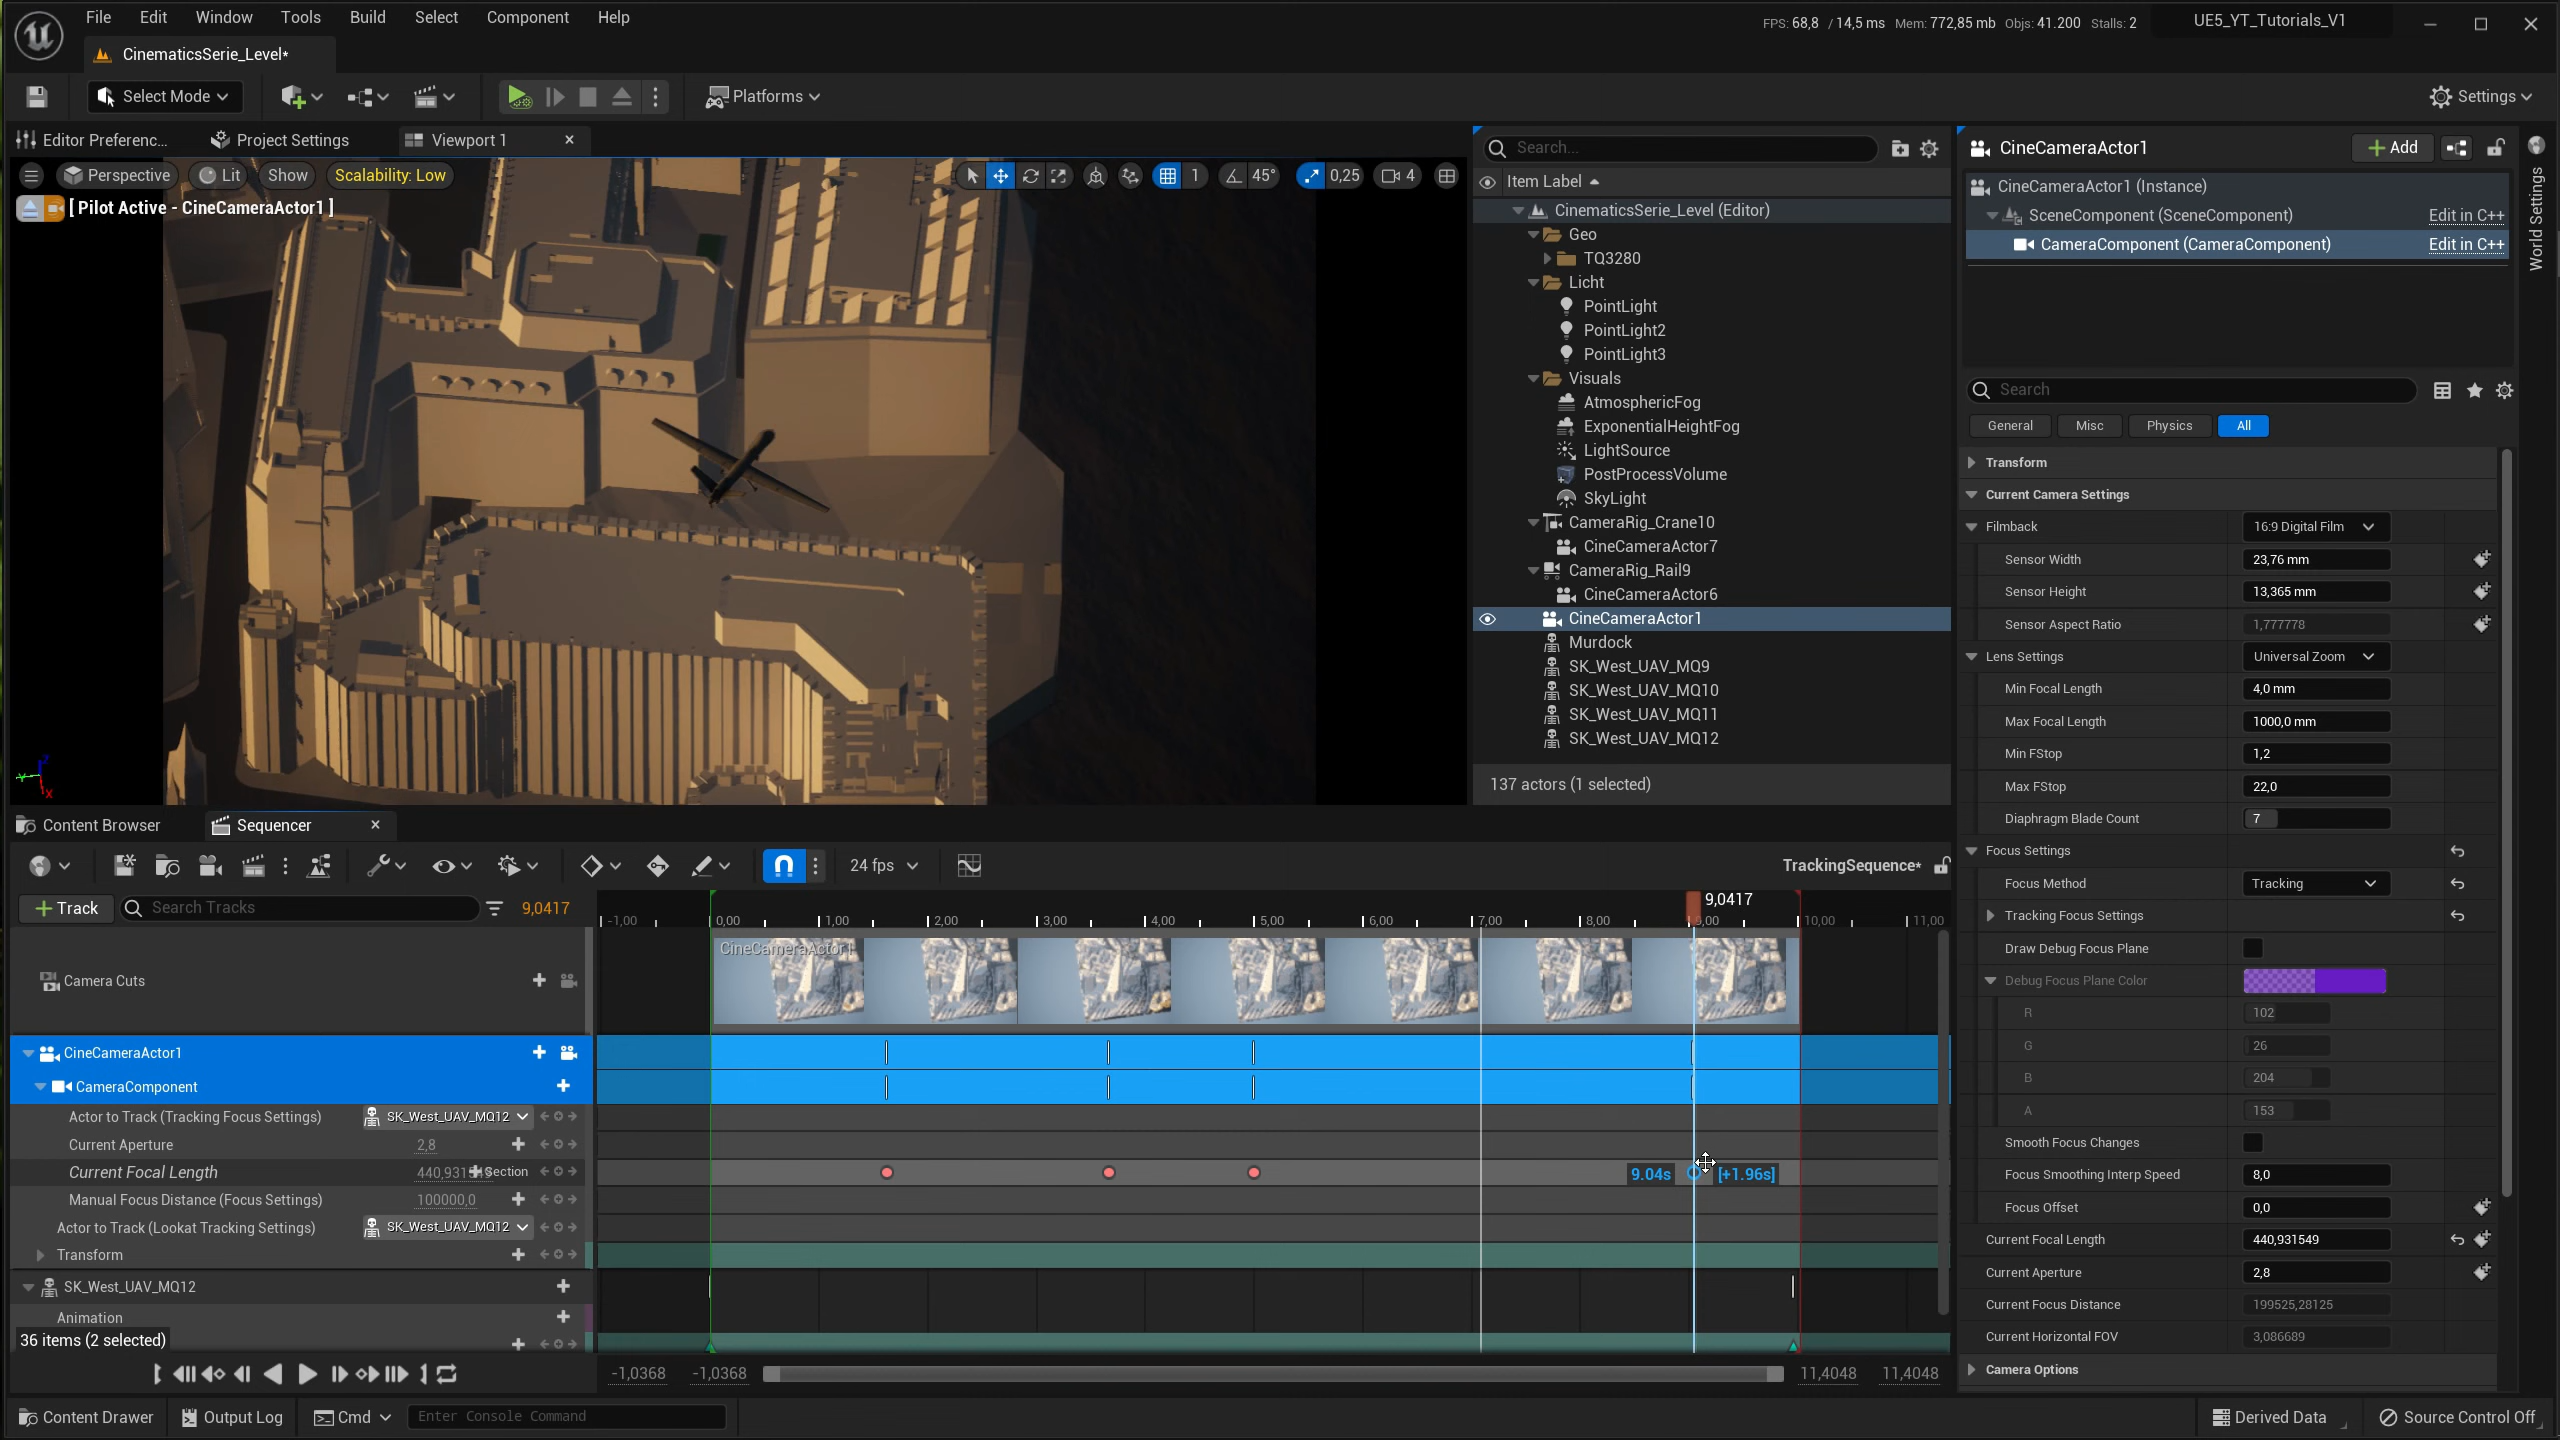 File Edit Window Tools Build Select Component Help
FPS: 68,8 / 14,5 ms Mem: 772,85 mb Objs: 41.200 Stalls: 2
UE5_YT_Tutorials_V1
CinematicsSerie_Level*
Select Mode
Platforms
Settings
Editor Preferenc...
Project Settings
Viewport 1
Perspective Lit Show Scalability: Low
1 45° 0,25 4
[ Pilot Active - CineCameraActor1 ]
Search...
Item Label
CinematicsSerie_Level (Editor)
Geo
TQ3280
Licht
PointLight
PointLight2
PointLight3
Visuals
AtmosphericFog
ExponentialHeightFog
LightSource
PostProcessVolume
SkyLight
CameraRig_Crane10
CineCameraActor7
CameraRig_Rail9
CineCameraActor6
CineCameraActor1
Murdock
SK_West_UAV_MQ9
SK_West_UAV_MQ10
SK_West_UAV_MQ11
SK_West_UAV_MQ12
137 actors (1 selected)
CineCameraActor1
Add
CineCameraActor1 (Instance)
SceneComponent (SceneComponent) Edit in C++
CameraComponent (CameraComponent) Edit in C++
World Settings
Search
General Misc Physics All
Transform
Current Camera Settings
Filmback 16:9 Digital Film
Sensor Width 23,76 mm
Sensor Height 13,365 mm
Sensor Aspect Ratio 1,777778
Lens Settings Universal Zoom
Min Focal Length 4,0 mm
Max Focal Length 1000,0 mm
Min FStop 1,2
Max FStop 22,0
Diaphragm Blade Count 7
Focus Settings
Focus Method Tracking
Tracking Focus Settings
Draw Debug Focus Plane
Debug Focus Plane Color
R 102
G 26
B 204
A 153
Smooth Focus Changes
Focus Smoothing Interp Speed 8,0
Focus Offset 0,0
Current Focal Length 440,931549
Current Aperture 2,8
Current Focus Distance 199525,28125
Current Horizontal FOV 3,086689
Camera Options
Content Browser
Sequencer
24 fps
TrackingSequence*
Track
Search Tracks
9,0417
9,0417
-1,00 0,00 1,00 2,00 3,00 4,00 5,00 6,00 7,00 8,00 9,00 10,00 11,00
CineCameraActor1
Camera Cuts
CineCameraActor1
CameraComponent
Actor to Track (Tracking Focus Settings) SK_West_UAV_MQ12
Current Aperture 2,8
Current Focal Length 440,931 Section
9.04s [+1.96s]
Manual Focus Distance (Focus Settings) 100000,0
Actor to Track (Lookat Tracking Settings) SK_West_UAV_MQ12
Transform
SK_West_UAV_MQ12
Animation
36 items (2 selected)
-1,0368 -1,0368 11,4048 11,4048
Content Drawer
Output Log
Cmd
Enter Console Command
Derived Data
Source Control Off
X